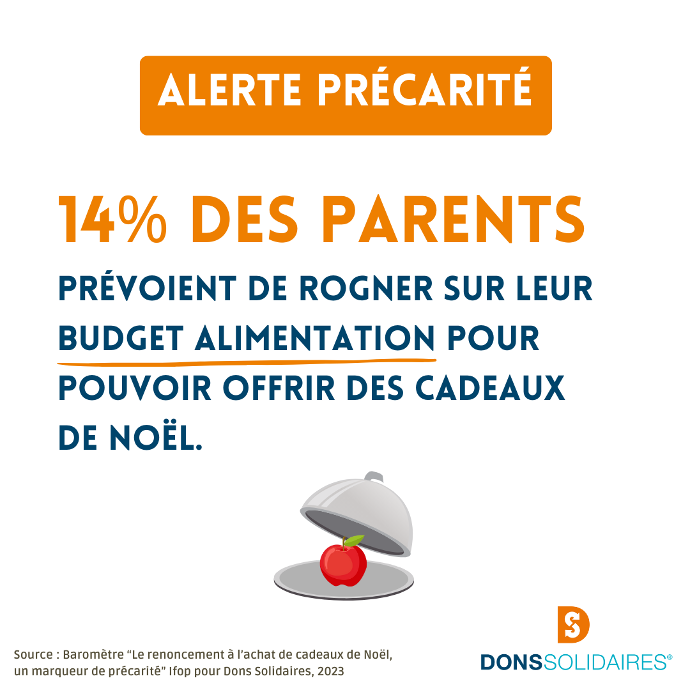 ALERTE PRÉCARITÉ
14% DES PARENTS
PRÉVOIENT DE ROGNER SUR LEUR
BUDGET ALIMENTATION POUR
POUVOIR OFFRIR DES CADEAUX
DE NOËL.
Source : Baromètre “Le renoncement à l’achat de cadeaux de Noël,
un marqueur de précarité” Ifop pour Dons Solidaires, 2023
DONSSOLIDAIRES®